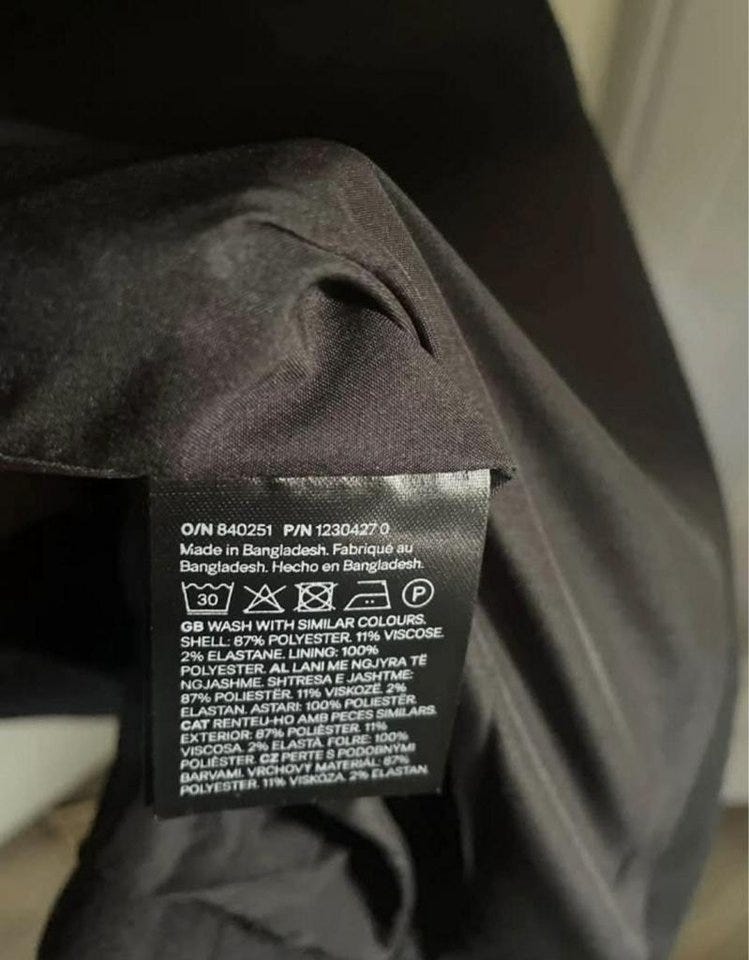 O/N 840251 P/N 1230427 0
Made in Bangladesh. Fabriqué au
Bangladesh. Hecho en Bangladesh.
30 P
GB WASH WITH SIMILAR COLOURS.
SHELL: 87% POLYESTER. 11% VISCOSE.
2% ELASTANE. LINING: 100%
POLYESTER. AL LANI ME NGJYRA TË
NGJASHME. SHTRESA E JASHTME:
87% POLIESTËR. 11% VISKOZË. 2%
ELASTAN. ASTARI: 100% POLIESTËR.
CAT RENTEU-HO AMB PECES SIMILARS.
EXTERIOR: 87% POLIÈSTER. 11%
VISCOSA. 2% ELASTÀ. FOLRE: 100%
POLIÈSTER. CZ PERTE S PODOBNÝMI
BARVAMI. VRCHOVÝ MATERIÁL: 87%
POLYESTER. 11% VISKÓZA. 2% ELASTAN.